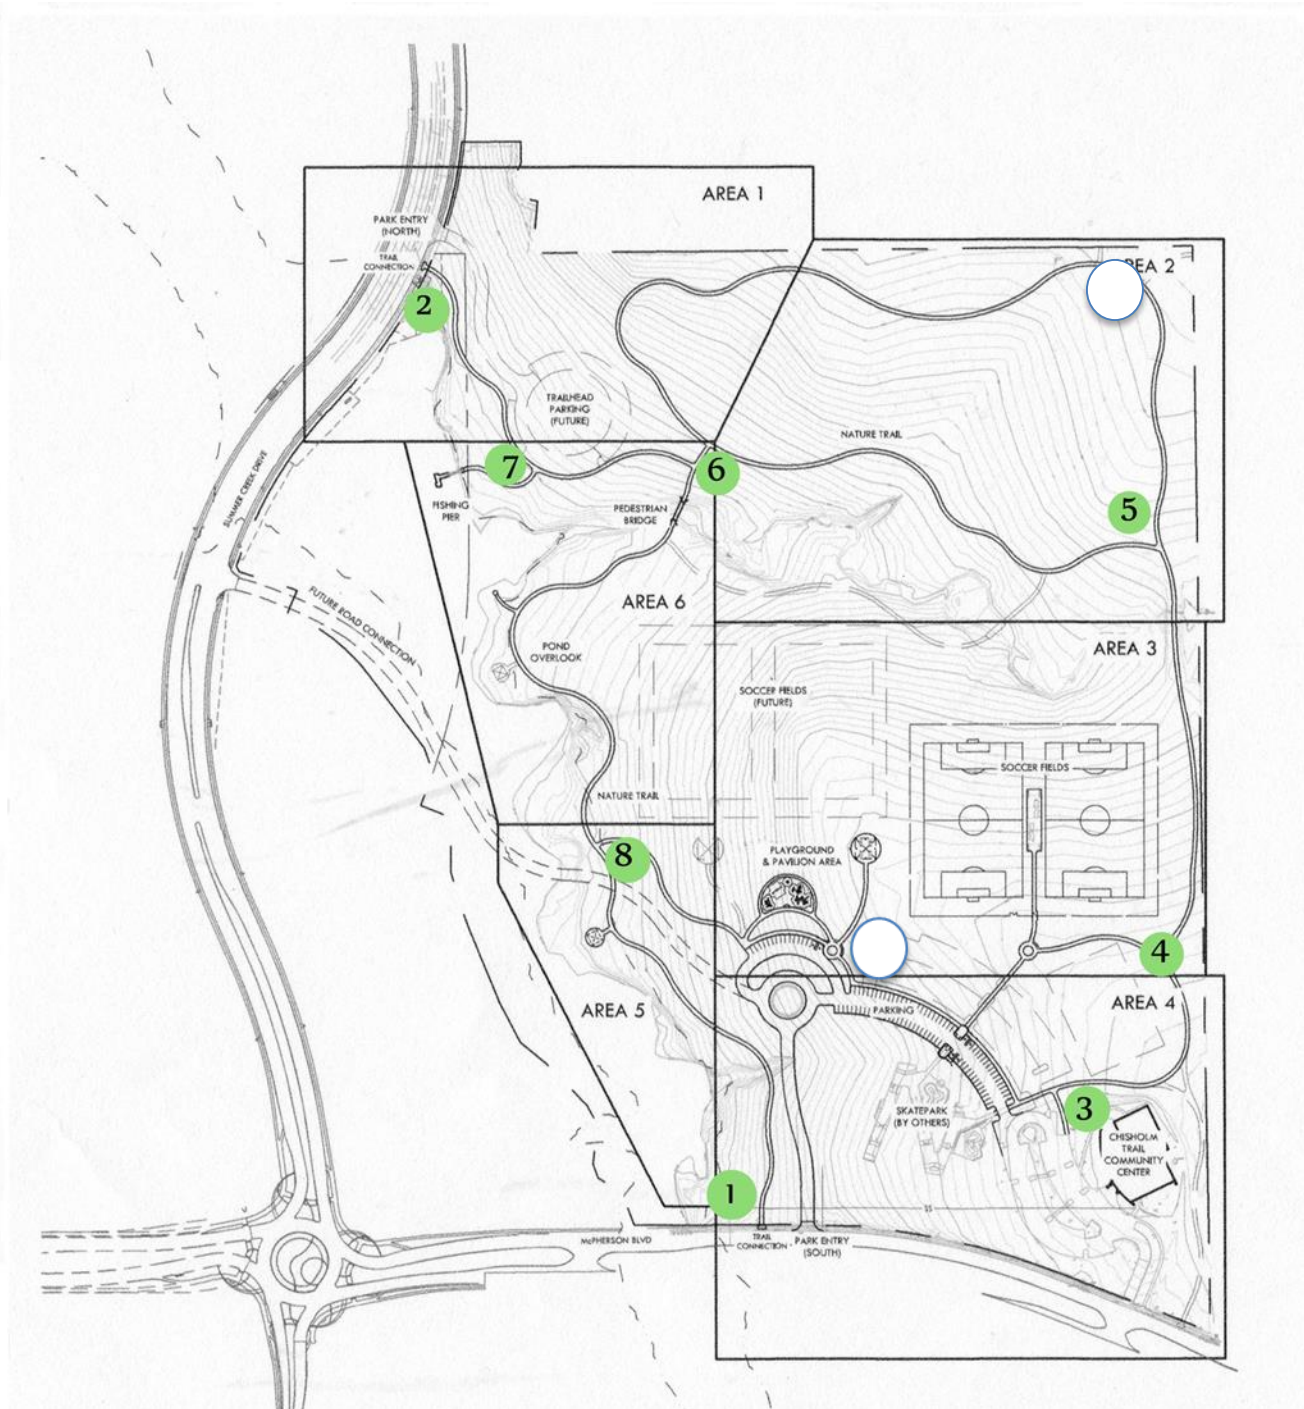 AREA 1
PARK ENTRY
(NORTH)
TRAIL
CONNECTION
EA 2
2
TRAILHEAD
PARKING
(FUTURE)
NATURE TRAIL
SUMMER CREEK DRIVE
7
6
FISHING
PIER
PEDESTRIAN
BRIDGE
5
FUTURE ROAD CONNECTION
AREA 6
POND
OVERLOOK
AREA 3
SOCCER FIELDS
(FUTURE)
SOCCER FIELDS
NATURE TRAIL
8
PLAYGROUND
& PAVILION AREA
4
AREA 5
PARKING
AREA 4
SKATEPARK
(BY OTHERS)
3
CHISHOLM
TRAIL
COMMUNITY
CENTER
1
McPHERSON BLVD
TRAIL
CONNECTION
PARK ENTRY
(SOUTH)